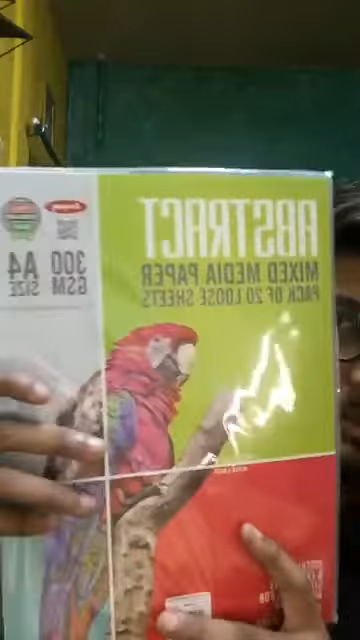 ABSTRACT
MIXED MEDIA PAPER
PACK OF 20 LOOSE SHEETS
300
GSM
A4
SIZE